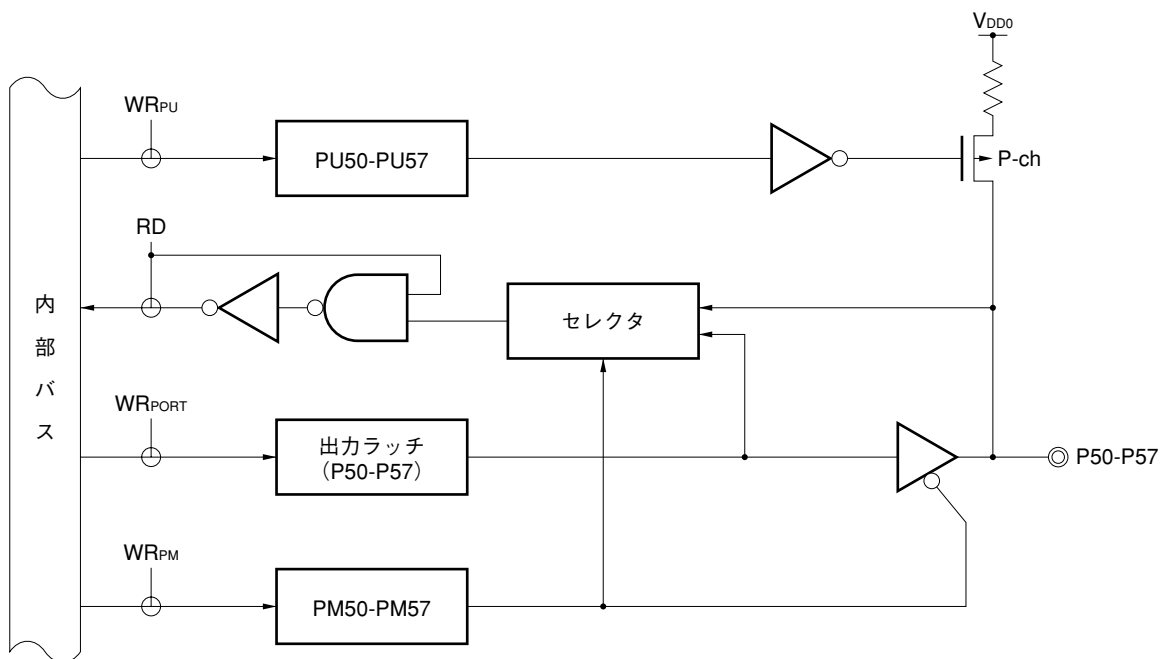 VDD0
WRPU
PU50-PU57
P-ch
RD
セレクタ
内部バス
WRPORT
出力ラッチ
（P50-P57）
P50-P57
WRPM
PM50-PM57